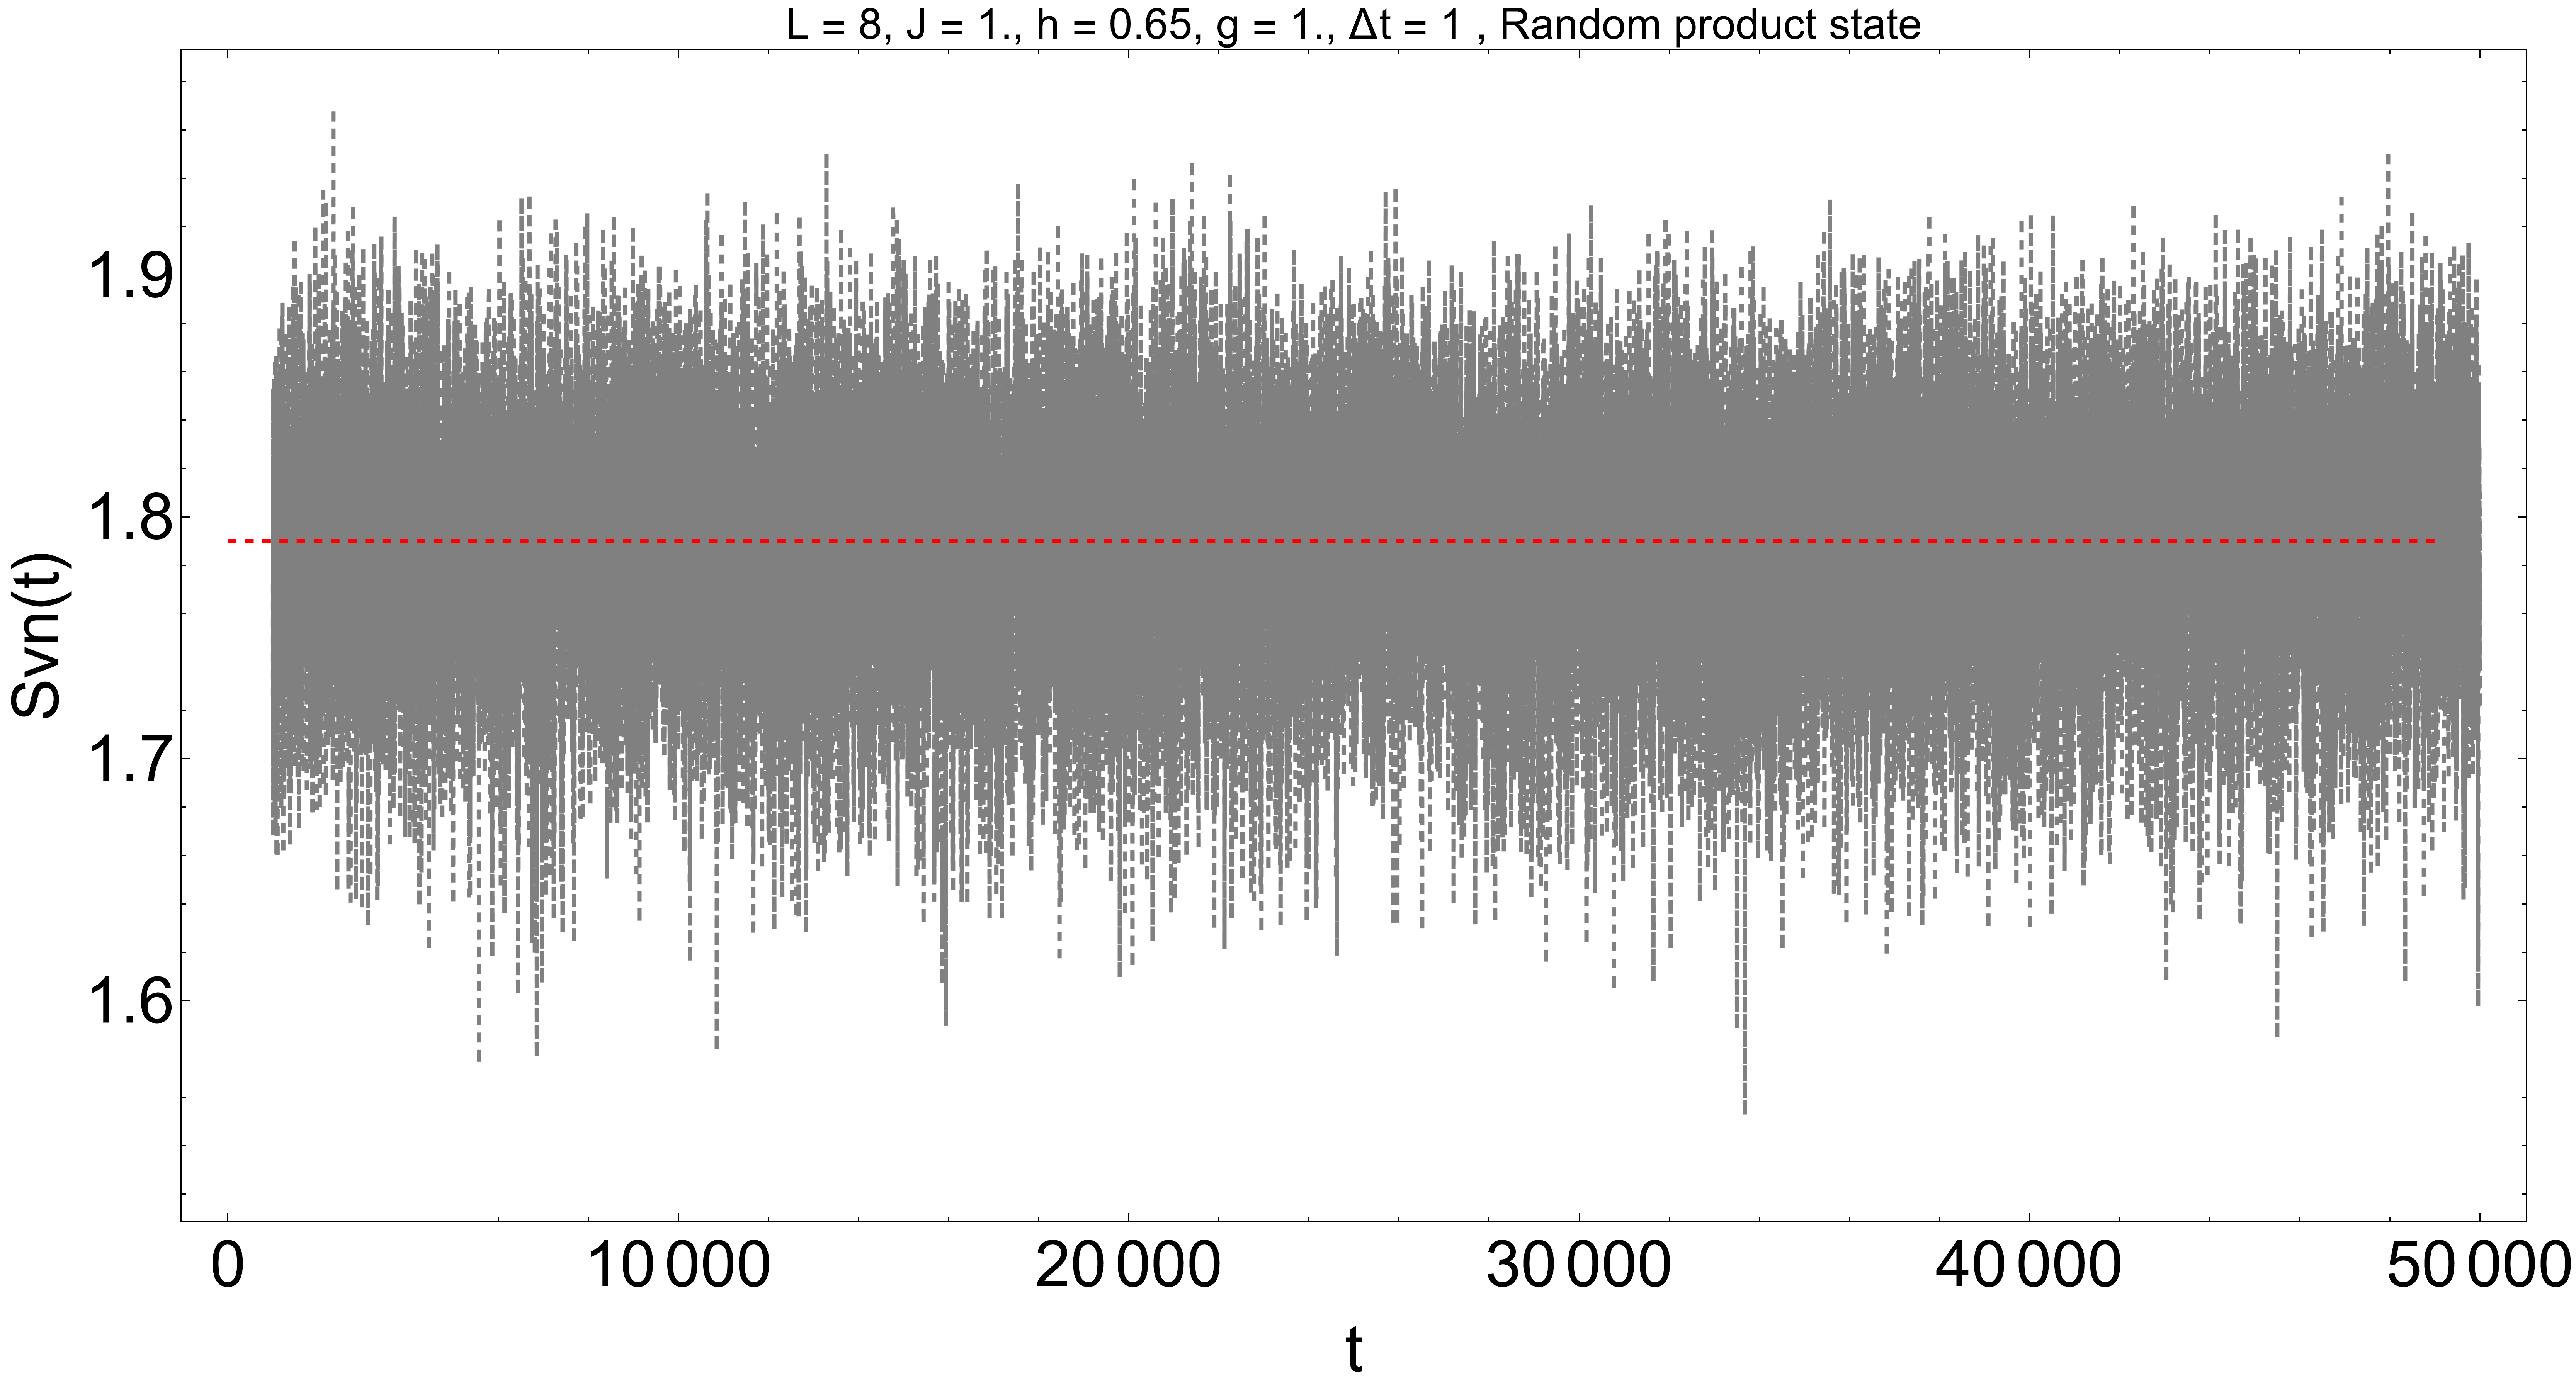 L = 8, J = 1., h = 0.65, g = 1., Δt = 1 , Random product state
Svn(t)
1.9
1.8
1.7
1.6
0 10 000 20 000 30 000 40 000 50 000
t